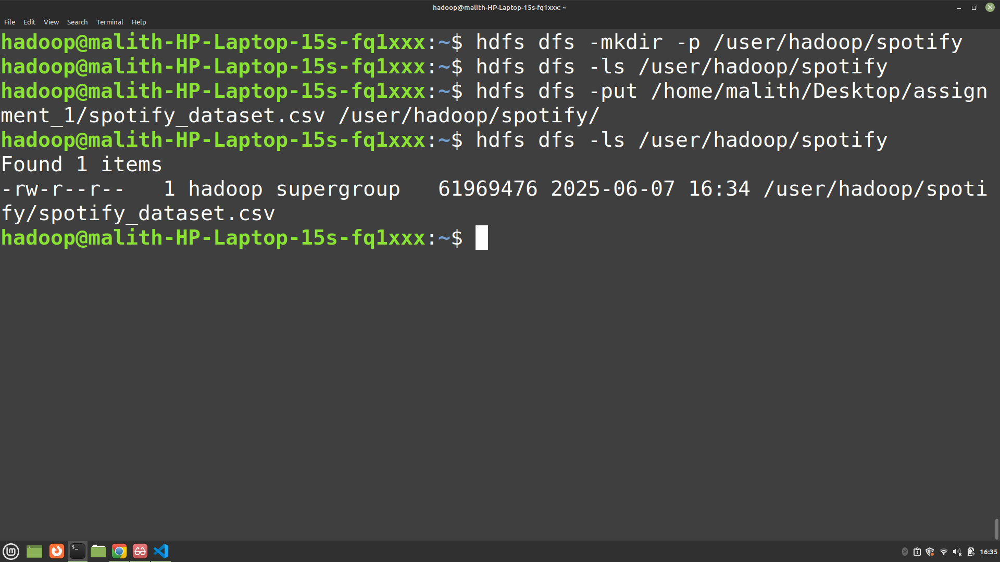 hadoop@malith-HP-Laptop-15s-fq1xxx: ~
File Edit View Search Terminal Help
hadoop@malith-HP-Laptop-15s-fq1xxx:~$ hdfs dfs -mkdir -p /user/hadoop/spotify
hadoop@malith-HP-Laptop-15s-fq1xxx:~$ hdfs dfs -ls /user/hadoop/spotify
hadoop@malith-HP-Laptop-15s-fq1xxx:~$ hdfs dfs -put /home/malith/Desktop/assign
ment_1/spotify_dataset.csv /user/hadoop/spotify/
hadoop@malith-HP-Laptop-15s-fq1xxx:~$ hdfs dfs -ls /user/hadoop/spotify
Found 1 items
-rw-r--r--   1 hadoop supergroup   61969476 2025-06-07 16:34 /user/hadoop/spoti
fy/spotify_dataset.csv
hadoop@malith-HP-Laptop-15s-fq1xxx:~$
16:35